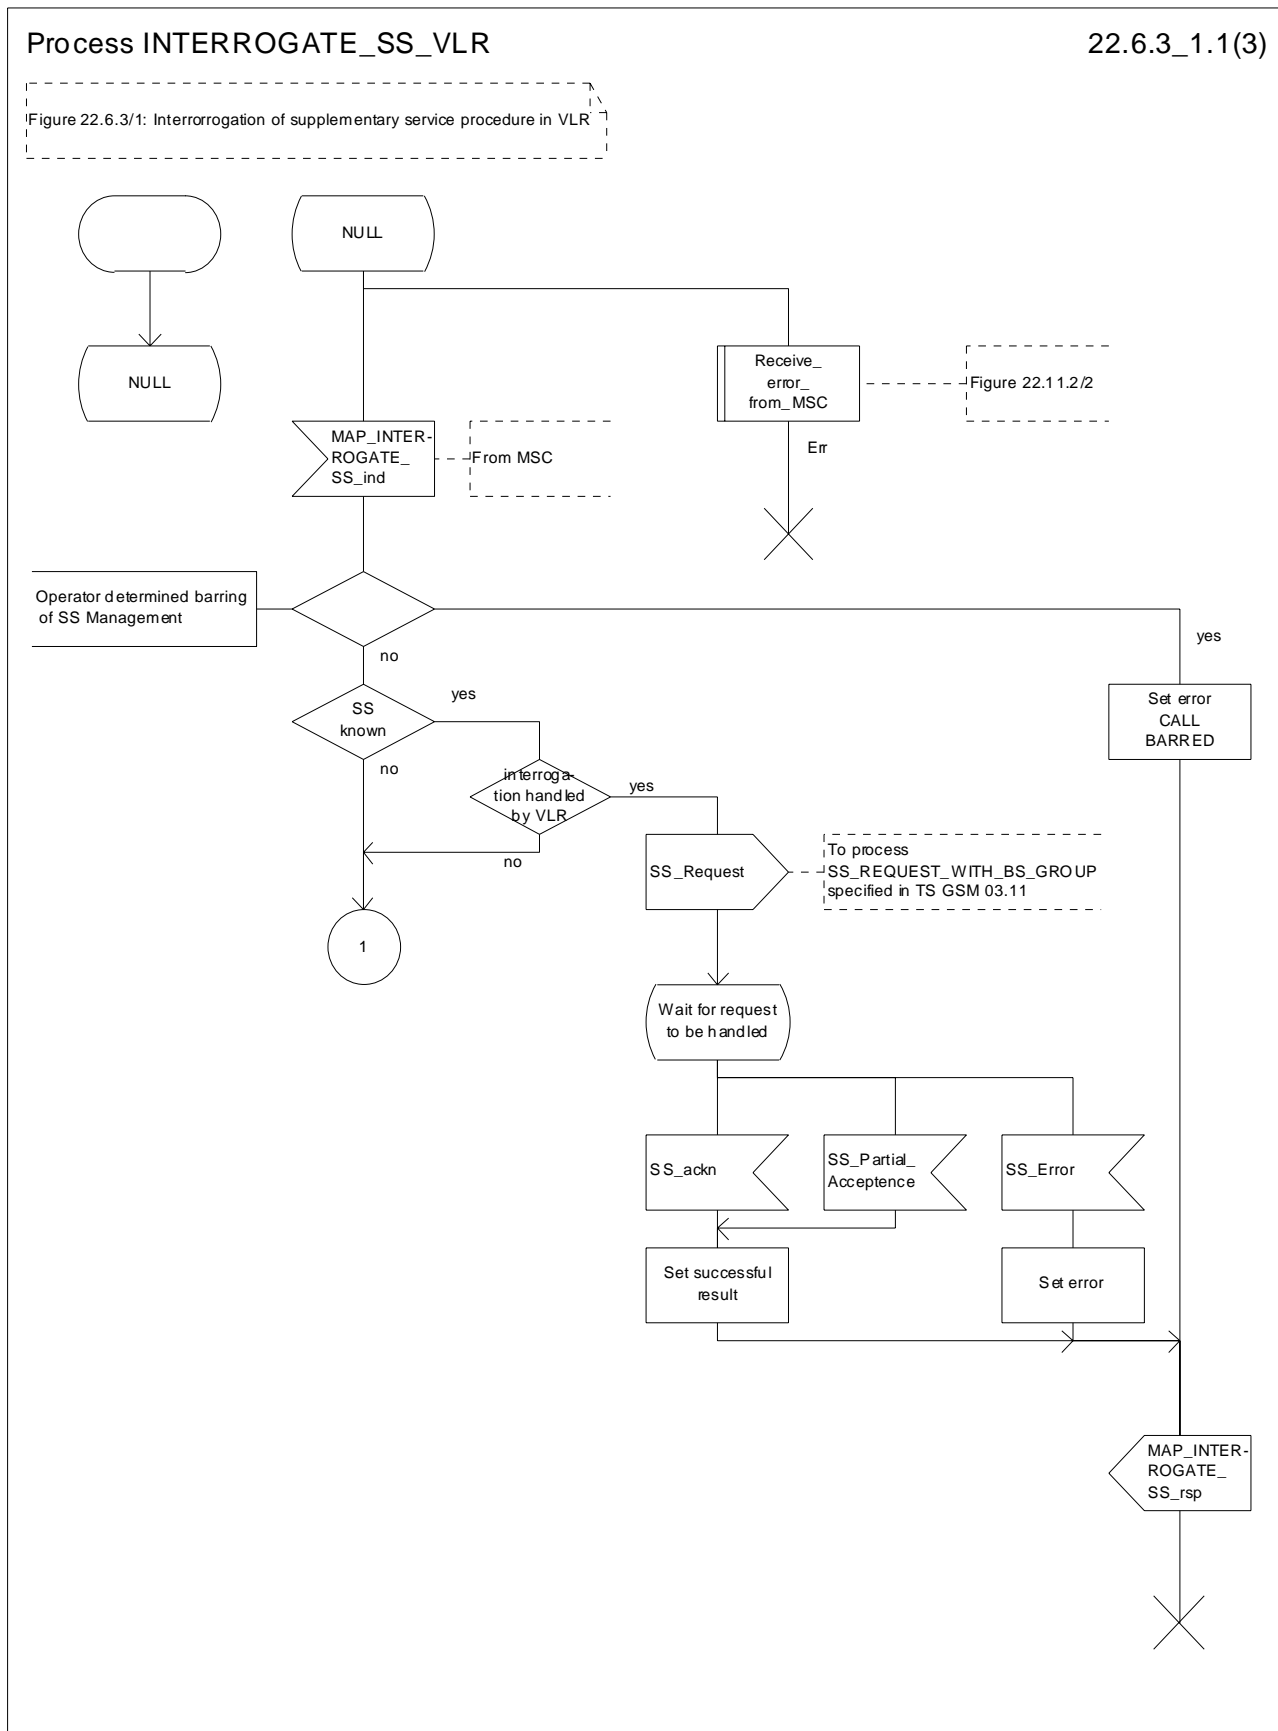 Process INTERROGATE_SS_VLR
22.6.3_1.1(3)
Figure 22.6.3/1: Interrorrogation of supplementary service procedure in VLR
NULL
NULL
Receive_
error_
from_MSC
Figure 22.11.2/2
MAP_INTER-
ROGATE_
SS_ind
From MSC
Err
Operator determined barring
of SS Management
yes
no
SS
known
yes
Set error
CALL
BARRED
no
interroga-
tion handled
by VLR
yes
no
SS_Request
To process
SS_REQUEST_WITH_BS_GROUP
specified in TS GSM 03.11
1
Wait for request
to be handled
SS_ackn
SS_Partial_
Acceptence
SS_Error
Set successful
result
Set error
MAP_INTER-
ROGATE_
SS_rsp